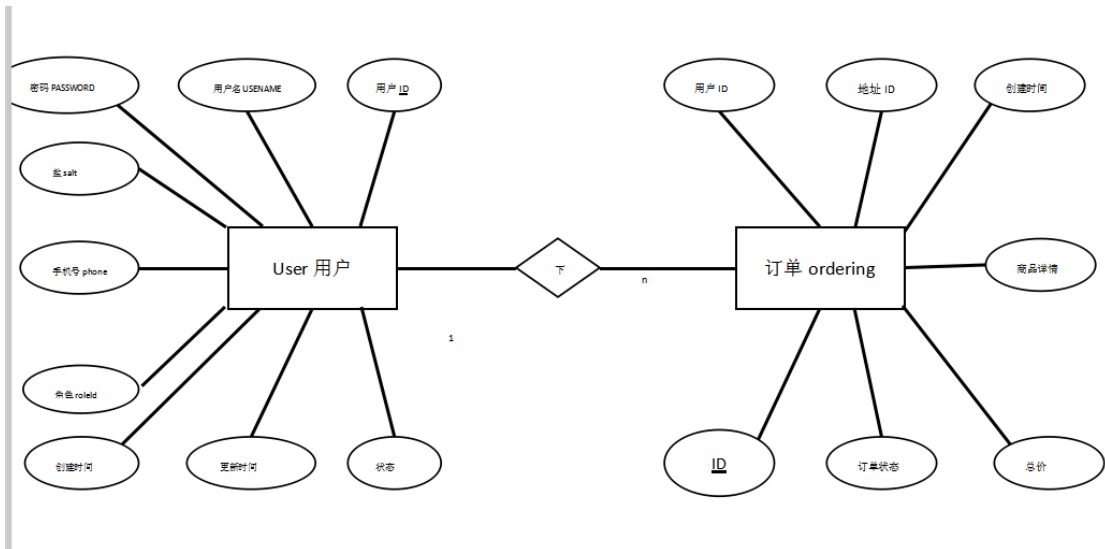 密码 PASSWORD
用户名 USENAME
用户 ID
用户 ID
地址 ID
创建时间
盐 salt
手机号 phone
User 用户
下
n
订单 ordering
商品详情
1
角色 roleId
创建时间
更新时间
状态
ID
订单状态
总价